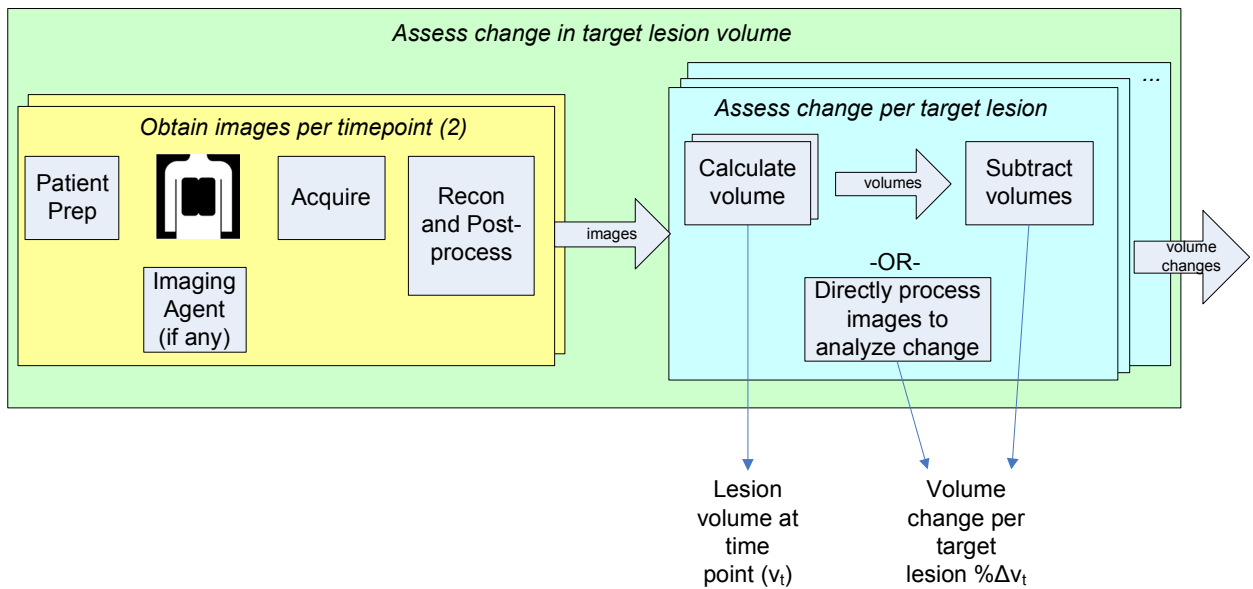 Assess change in target lesion volume
...
Obtain images per timepoint (2)
Assess change per target lesion
Patient
Prep
Acquire
Recon
and Post-
process
Imaging
Agent
(if any)
images
Calculate
volume
volumes
Subtract
volumes
-OR-
Directly process
images to
analyze change
volume
changes
Lesion
volume at
time
point (vₜ)
Volume
change per
target
lesion %Δvₜ